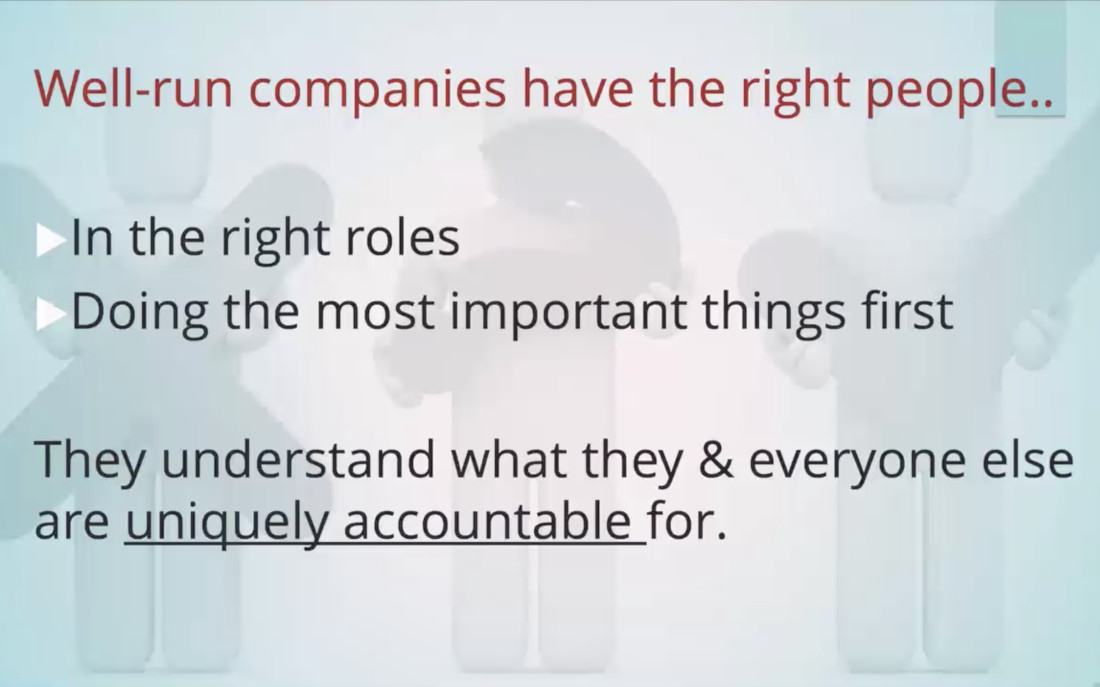 Well-run companies have the right people..
In the right roles
Doing the most important things first
They understand what they & everyone else
are uniquely accountable for.